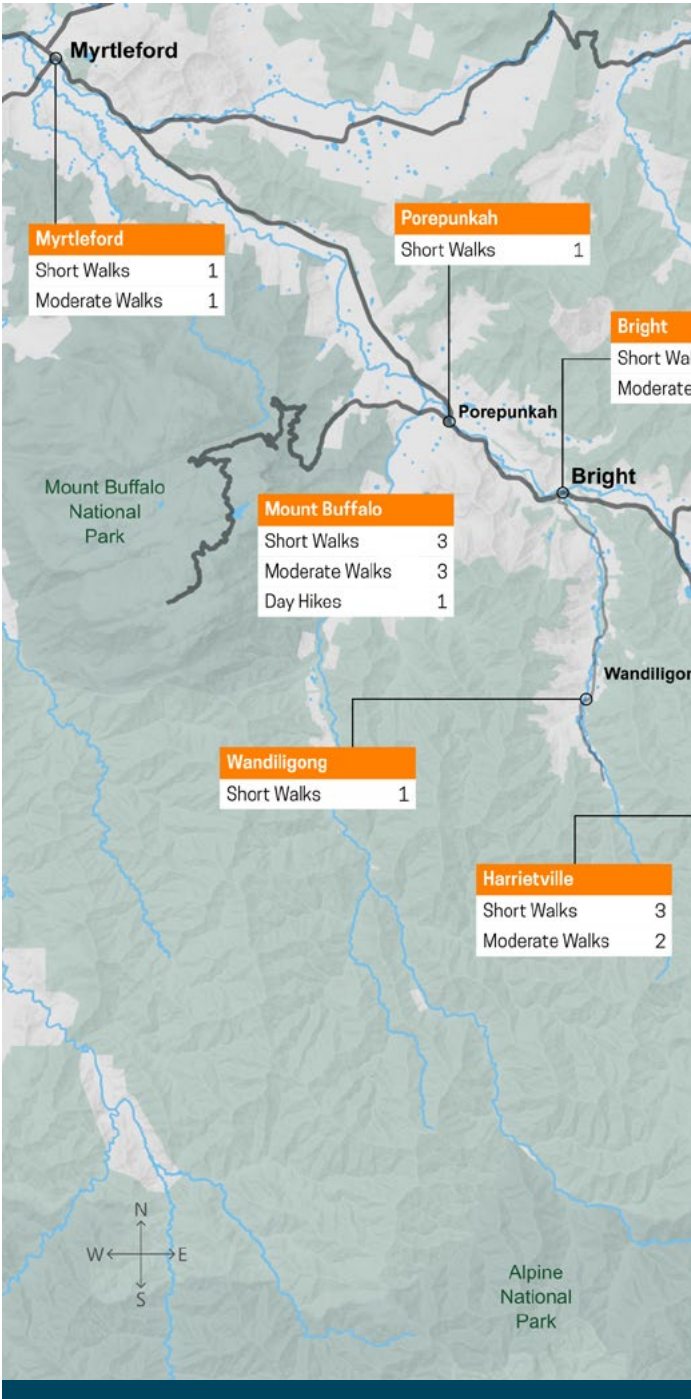 Myrtleford
Myrtleford
Short Walks 1
Moderate Walks 1
Porepunkah
Short Walks 1
Bright
Short
Moderate
Porepunkah
Bright
Mount Buffalo
National
Park
Mount Buffalo
Short Walks 3
Moderate Walks 3
Day Hikes 1
Wandiligong
Short Walks 1
Harrietville
Short Walks 3
Moderate Walks 2
N
W E
S
Alpine
National
Park